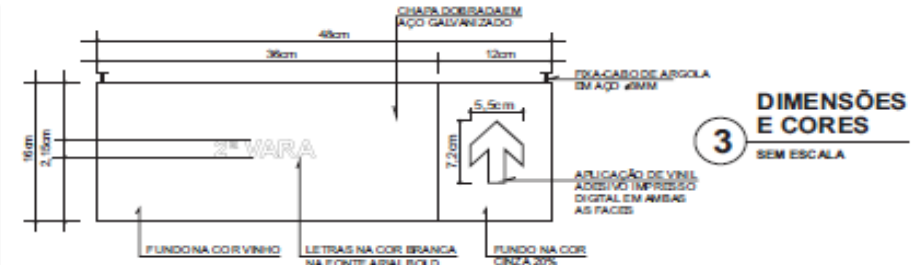 CHAPA DOBRADA EM
AÇO GALVANIZADO
48cm
36cm
12cm
FIXA-CABO DE ARGOLA
EM AÇO ø8MM
5,5cm
DIMENSÕES
E CORES
3
SEM ESCALA
16cm
2,15cm
2ª VARA
7,2cm
APLICAÇÃO DE VINIL
ADESIVO IMPRESSO
DIGITAL EM AMBAS
AS FACES
FUNDO NA COR VINHO
LETRAS NA COR BRANCA
NA FONTE ARIAL BOLD
FUNDO NA COR
CINZA 20%